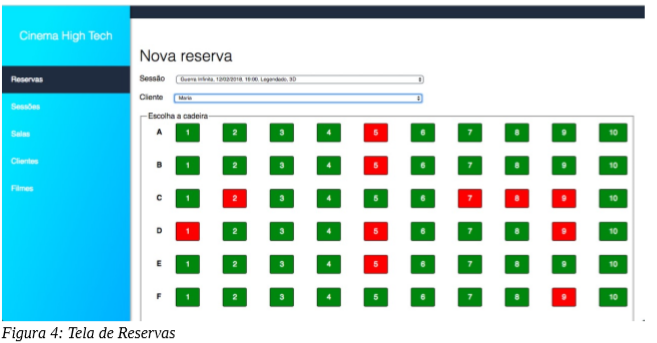 Cinema High Tech
Nova reserva
Reservas
Sessão
Guerra Infinita, 12/02/2018, 15:00, Legendado, 3D
Cliente
Maria
Sessões
Escolha a cadeira
A 1 2 3 4 5 6 7 8 9 10
Salas
B 1 2 3 4 5 6 7 8 9 10
Clientes
Filmes
C 1 2 3 4 5 6 7 8 9 10
D 1 2 3 4 5 6 7 8 9 10
E 1 2 3 4 5 6 7 8 9 10
F 1 2 3 4 5 6 7 8 9 10
Figura 4: Tela de Reservas